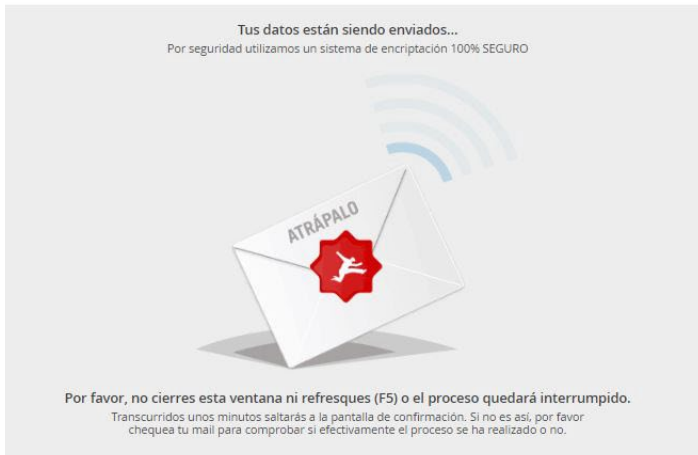 Tus datos están siendo enviados...
Por seguridad utilizamos un sistema de encriptación 100% SEGURO
ATRÁPALO
Por favor, no cierres esta ventana ni refresques (F5) o el proceso quedará interrumpido.
Transcurridos unos minutos saltarás a la pantalla de confirmación. Si no es así, por favor
chequea tu mail para comprobar si efectivamente el proceso se ha realizado o no.